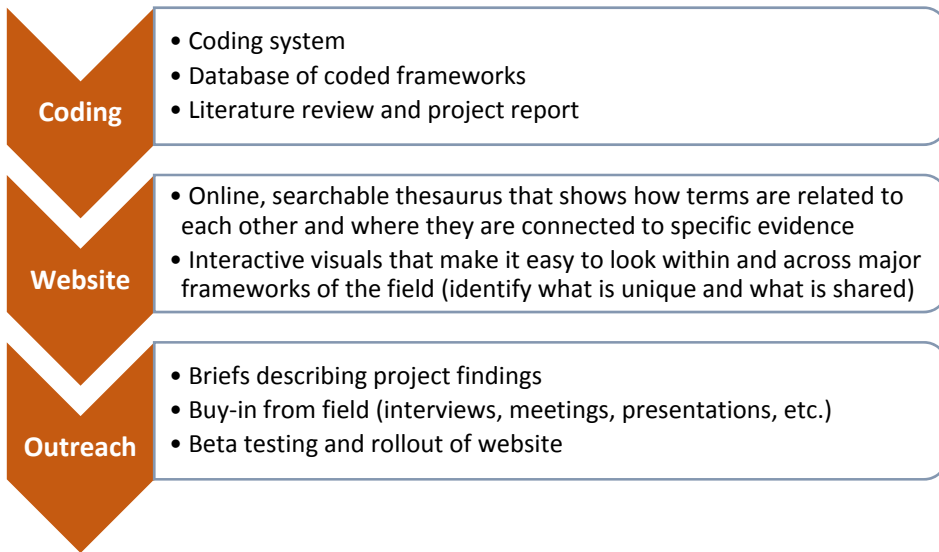 Coding
• Coding system
• Database of coded frameworks
• Literature review and project report
Website
• Online, searchable thesaurus that shows how terms are related to
each other and where they are connected to specific evidence
• Interactive visuals that make it easy to look within and across major
frameworks of the field (identify what is unique and what is shared)
Outreach
• Briefs describing project findings
• Buy-in from field (interviews, meetings, presentations, etc.)
• Beta testing and rollout of website